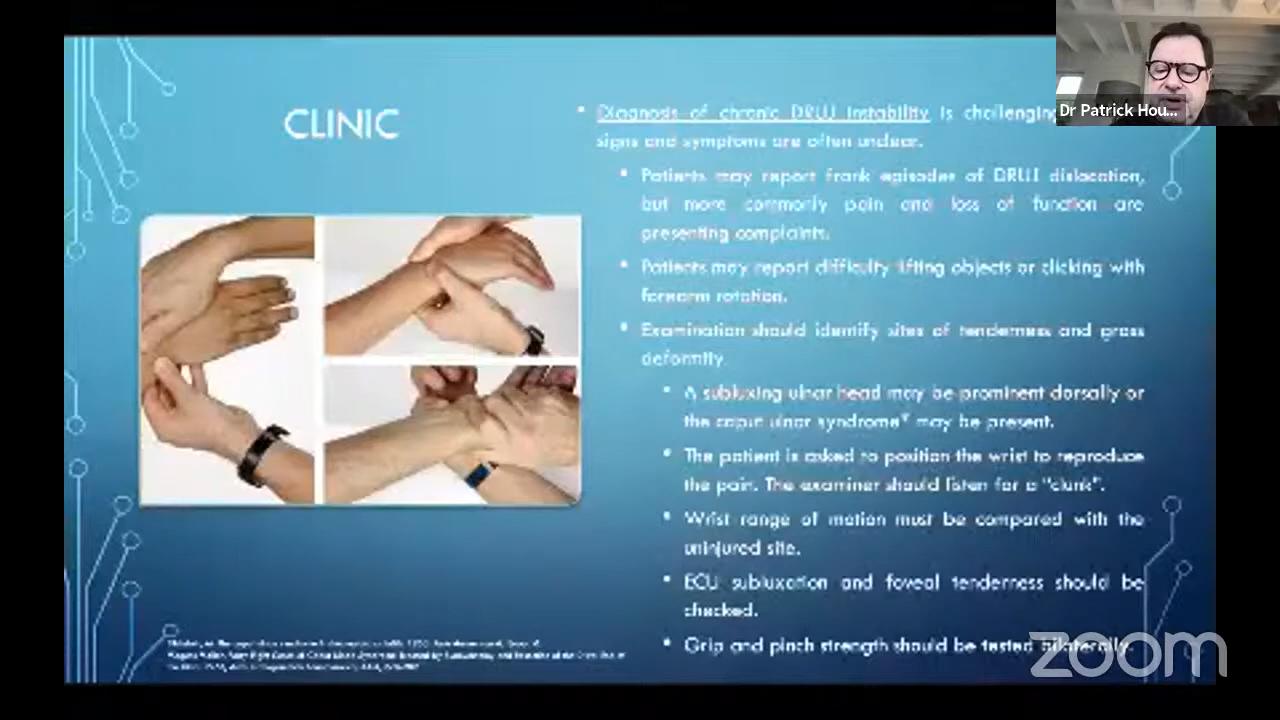 CLINIC
Diagnosis of chronic DRUJ instability is challenging
signs and symptoms are often unclear.
Patients may report frank episodes of DRUJ dislocation,
but more commonly pain and loss of function are
presenting complaints.
Patients may report difficulty lifting objects or clicking with
forearm rotation.
Examination should identify sites of tenderness and gross
deformity.
A subluxing ulnar head may be prominent dorsally or
the caput ulnar syndrome* may be present.
The patient is asked to position the wrist to reproduce
the pain. The examiner should listen for a "clunk".
Wrist range of motion must be compared with the
uninjured site.
ECU subluxation and foveal tenderness should be
checked.
Grip and pinch strength should be tested bilaterally.
Dr Patrick Hou...
zoom